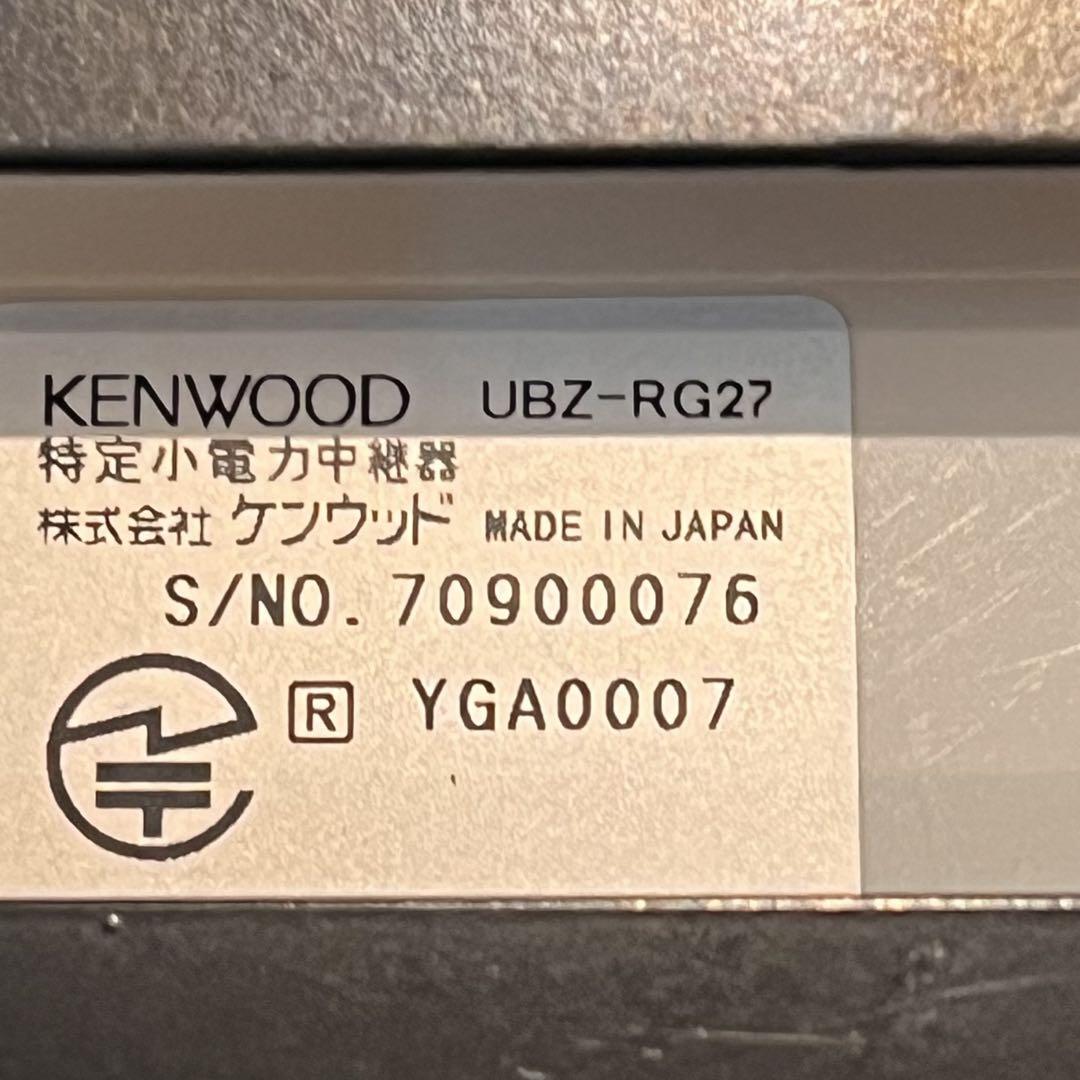 KENWOOD UBZ-RG27
特定小電力中継器
株式会社 ケンウッド MADE IN JAPAN
S/NO. 70900076
R YGA0007